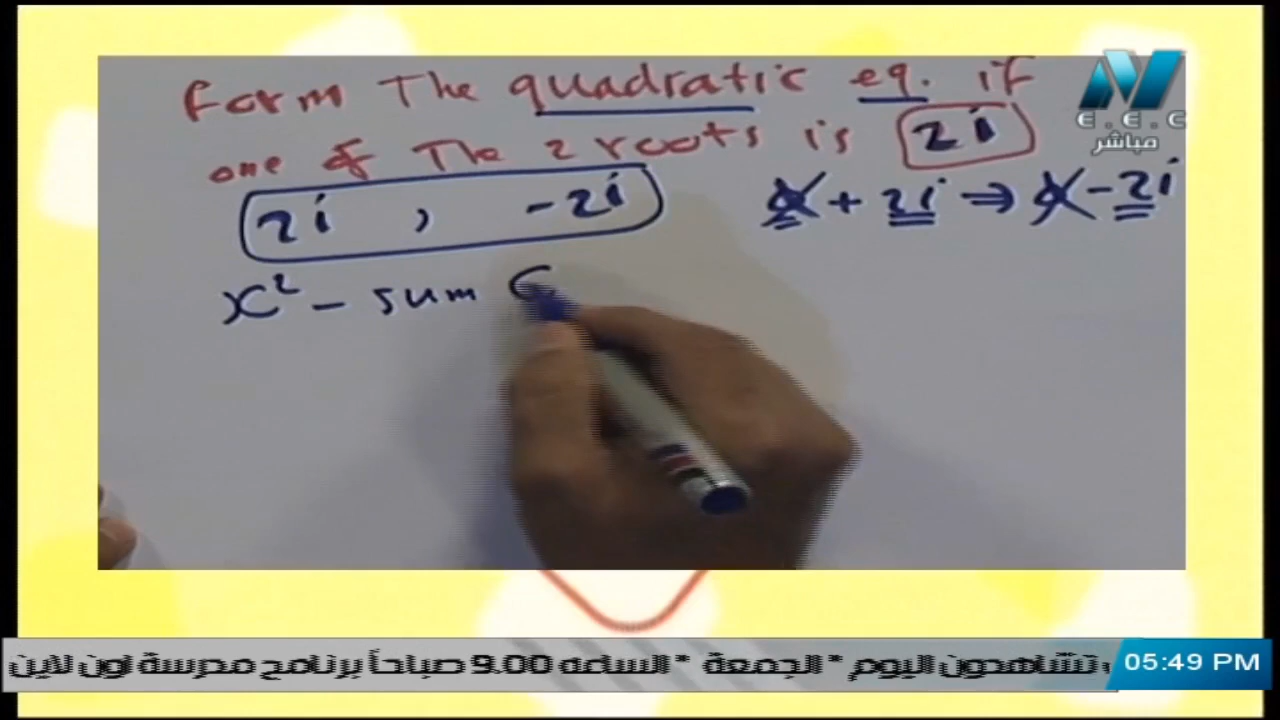 Form The quadratic eq. if
one of The 2 roots is 2i
2i , -2i
+ 2i ⇒ - 2i
x² - sum
E.E.C
مباشر
تشاهدون اليوم * الجمعة * الساعه 9.00 صباحاً برنامج مدرسة اون لاين
05:49 PM